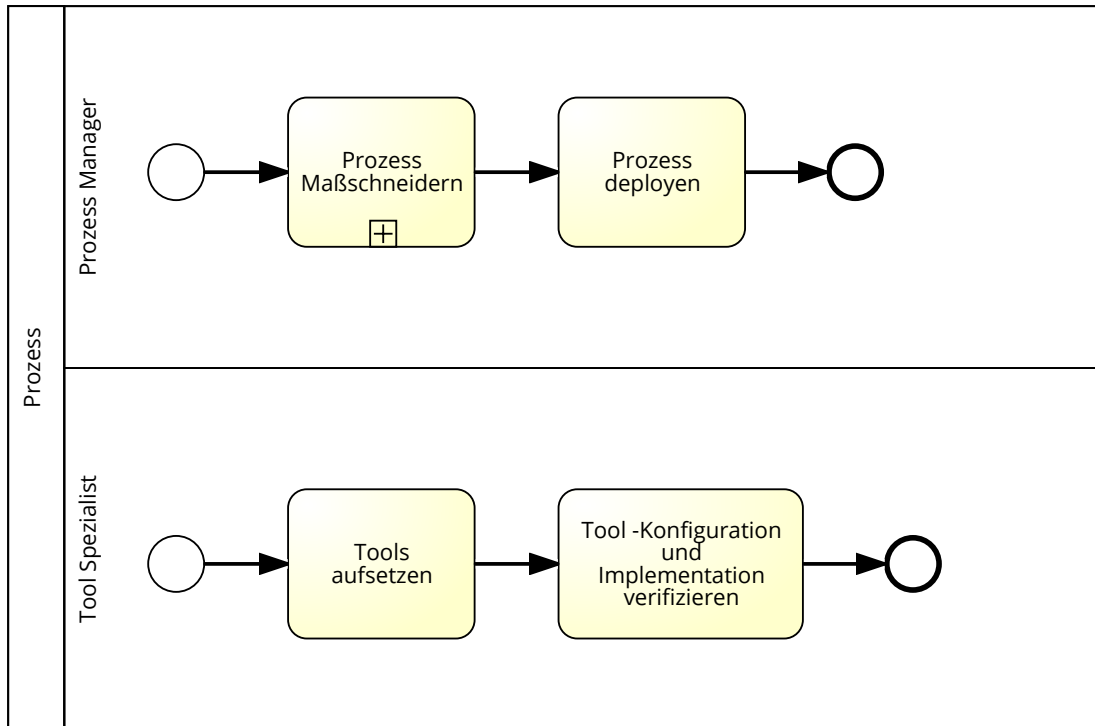 Prozess
Prozess Manager
Prozess
Maßschneidern
Prozess
deployen
Tool Spezialist
Tools
aufsetzen
Tool -Konfiguration
und
Implementation
verifizieren